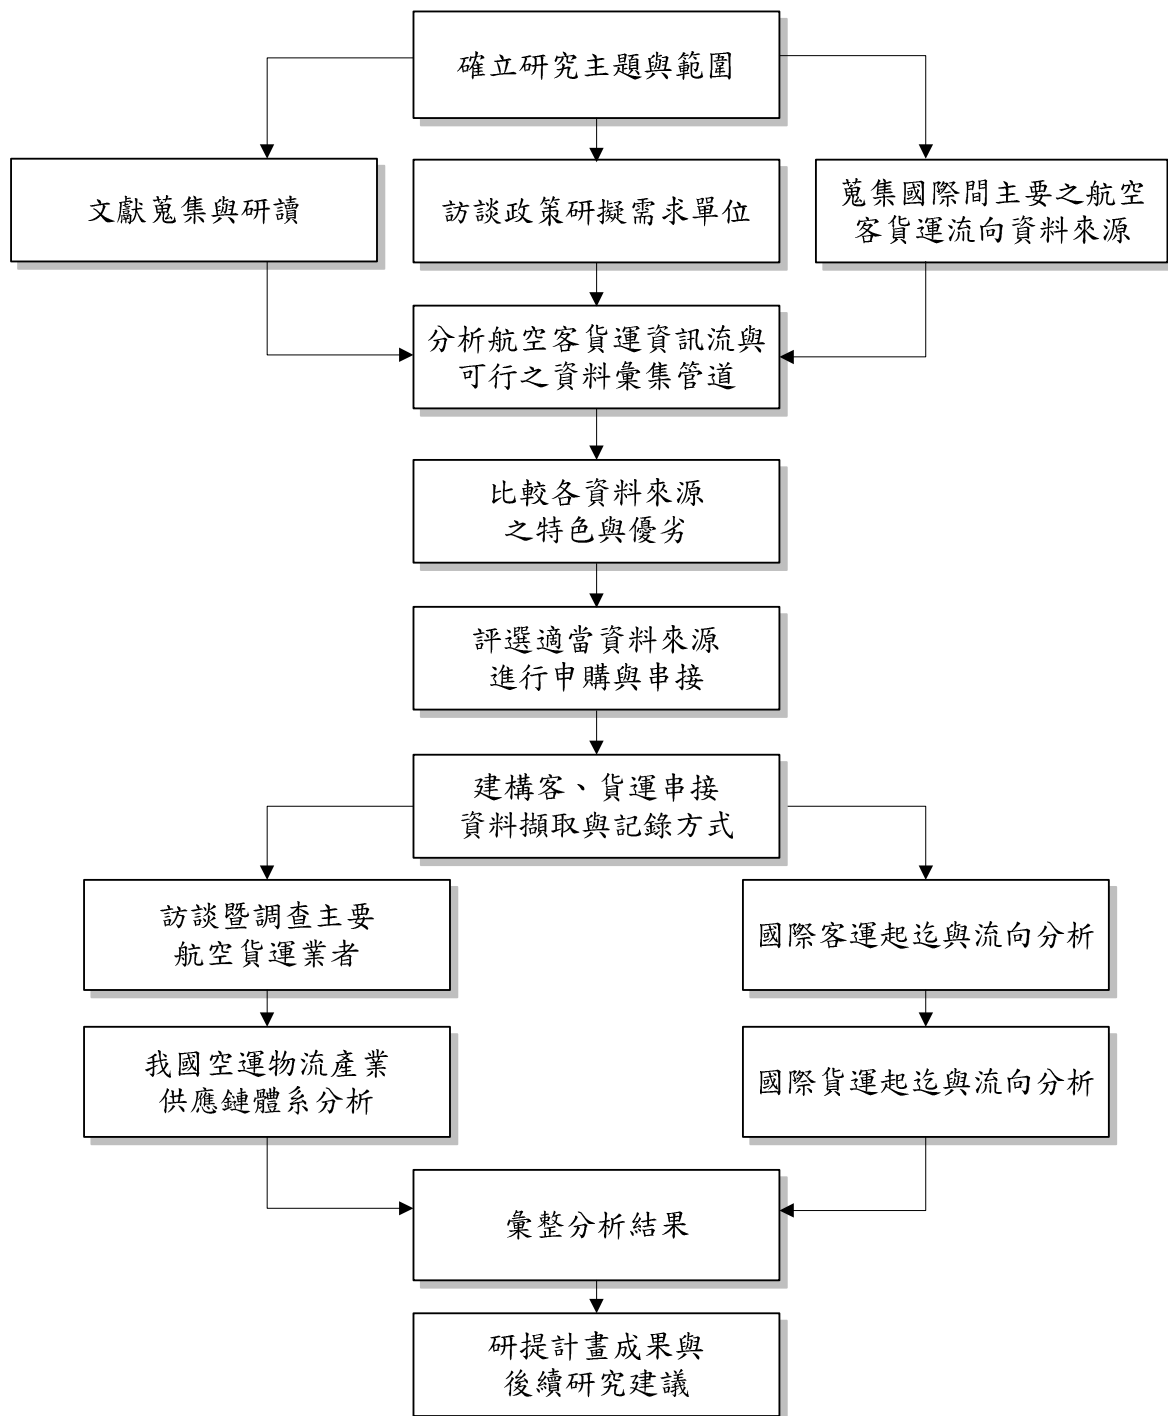 確立研究主題與範圍
文獻蒐集與研讀
訪談政策研擬需求單位
蒐集國際間主要之航空
客貨運流向資料來源
分析航空客貨運資訊流與
可行之資料彙集管道
比較各資料來源
之特色與優劣
評選適當資料來源
進行申購與串接
建構客、貨運串接
資料擷取與記錄方式
訪談暨調查主要
航空貨運業者
國際客運起迄與流向分析
我國空運物流產業
供應鏈體系分析
國際貨運起迄與流向分析
彙整分析結果
研提計畫成果與
後續研究建議